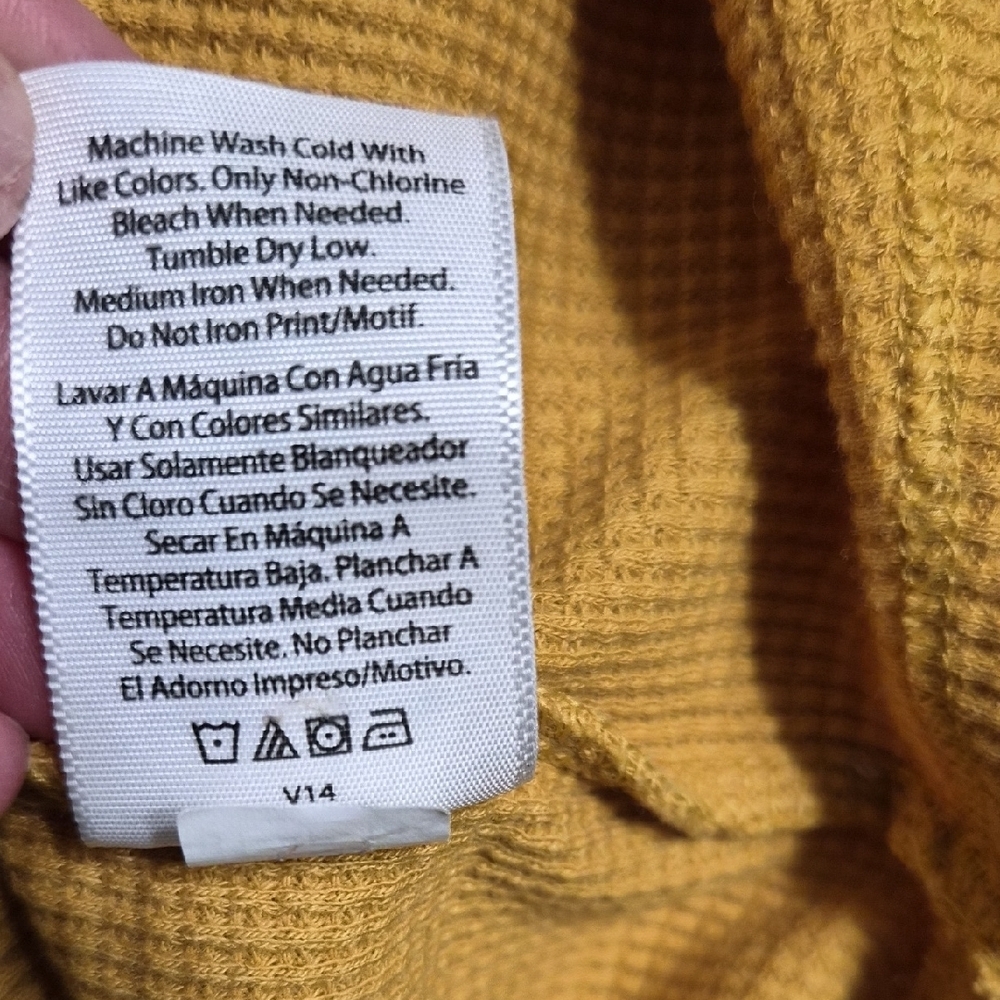 Machine Wash Cold With
Like Colors. Only Non-Chlorine
Bleach When Needed.
Tumble Dry Low.
Medium Iron When Needed.
Do Not Iron Print/Motif.
Lavar A Máquina Con Agua Fría
Y Con Colores Similares.
Usar Solamente Blanqueador
Sin Cloro Cuando Se Necesite.
Secar En Máquina A
Temperatura Baja. Planchar A
Temperatura Media Cuando
Se Necesite. No Planchar
El Adorno Impreso/Motivo.
V14